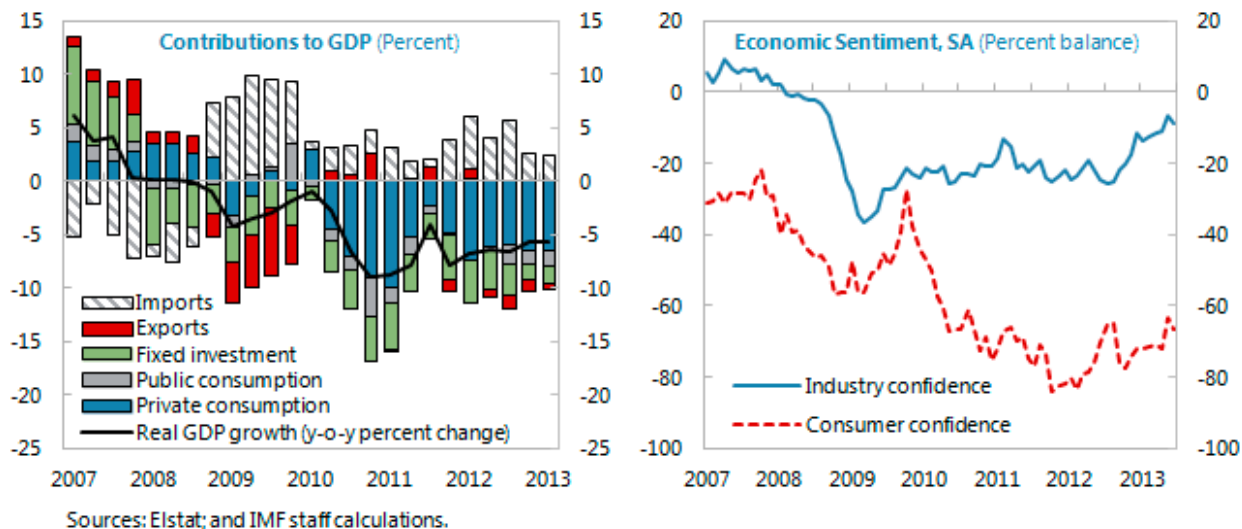 Contributions to GDP (Percent)
15
10
5
0
-5
-10
-15
-20
-25
15
10
5
0
-5
-10
-15
-20
-25
Imports
Exports
Fixed investment
Public consumption
Private consumption
Real GDP growth (y-o-y percent change)
2007 2008 2009 2010 2011 2012 2013
Economic Sentiment, SA (Percent balance)
20
0
-20
-40
-60
-80
-100
20
0
-20
-40
-60
-80
-100
Industry confidence
Consumer confidence
2007 2008 2009 2010 2011 2012 2013
Sources: Elstat; and IMF staff calculations.